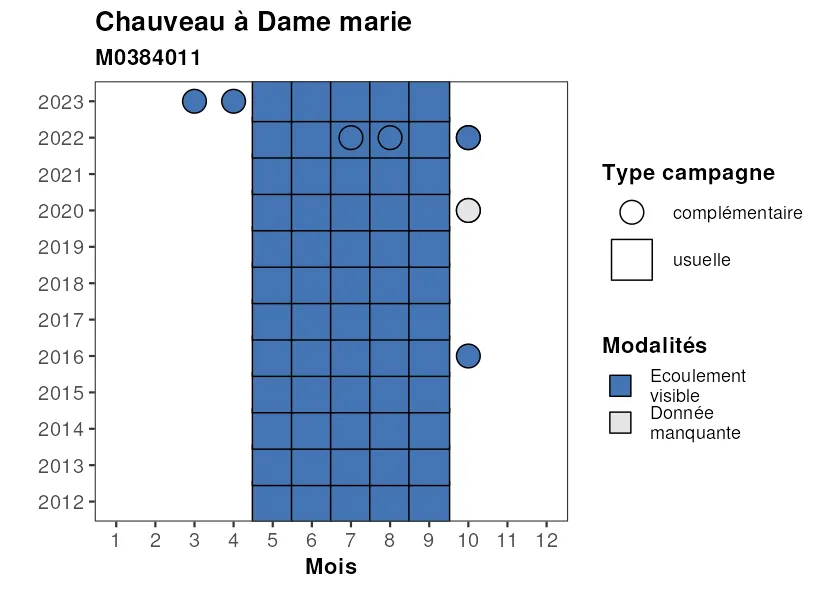 Chauveau à Dame marie
M0384011
2023
2022
2021
2020
2019
2018
2017
2016
2015
2014
2013
2012
1 2 3 4 5 6 7 8 9 10 11 12
Mois
Type campagne
complémentaire
usuelle
Modalités
Ecoulement
visible
Donnée
manquante